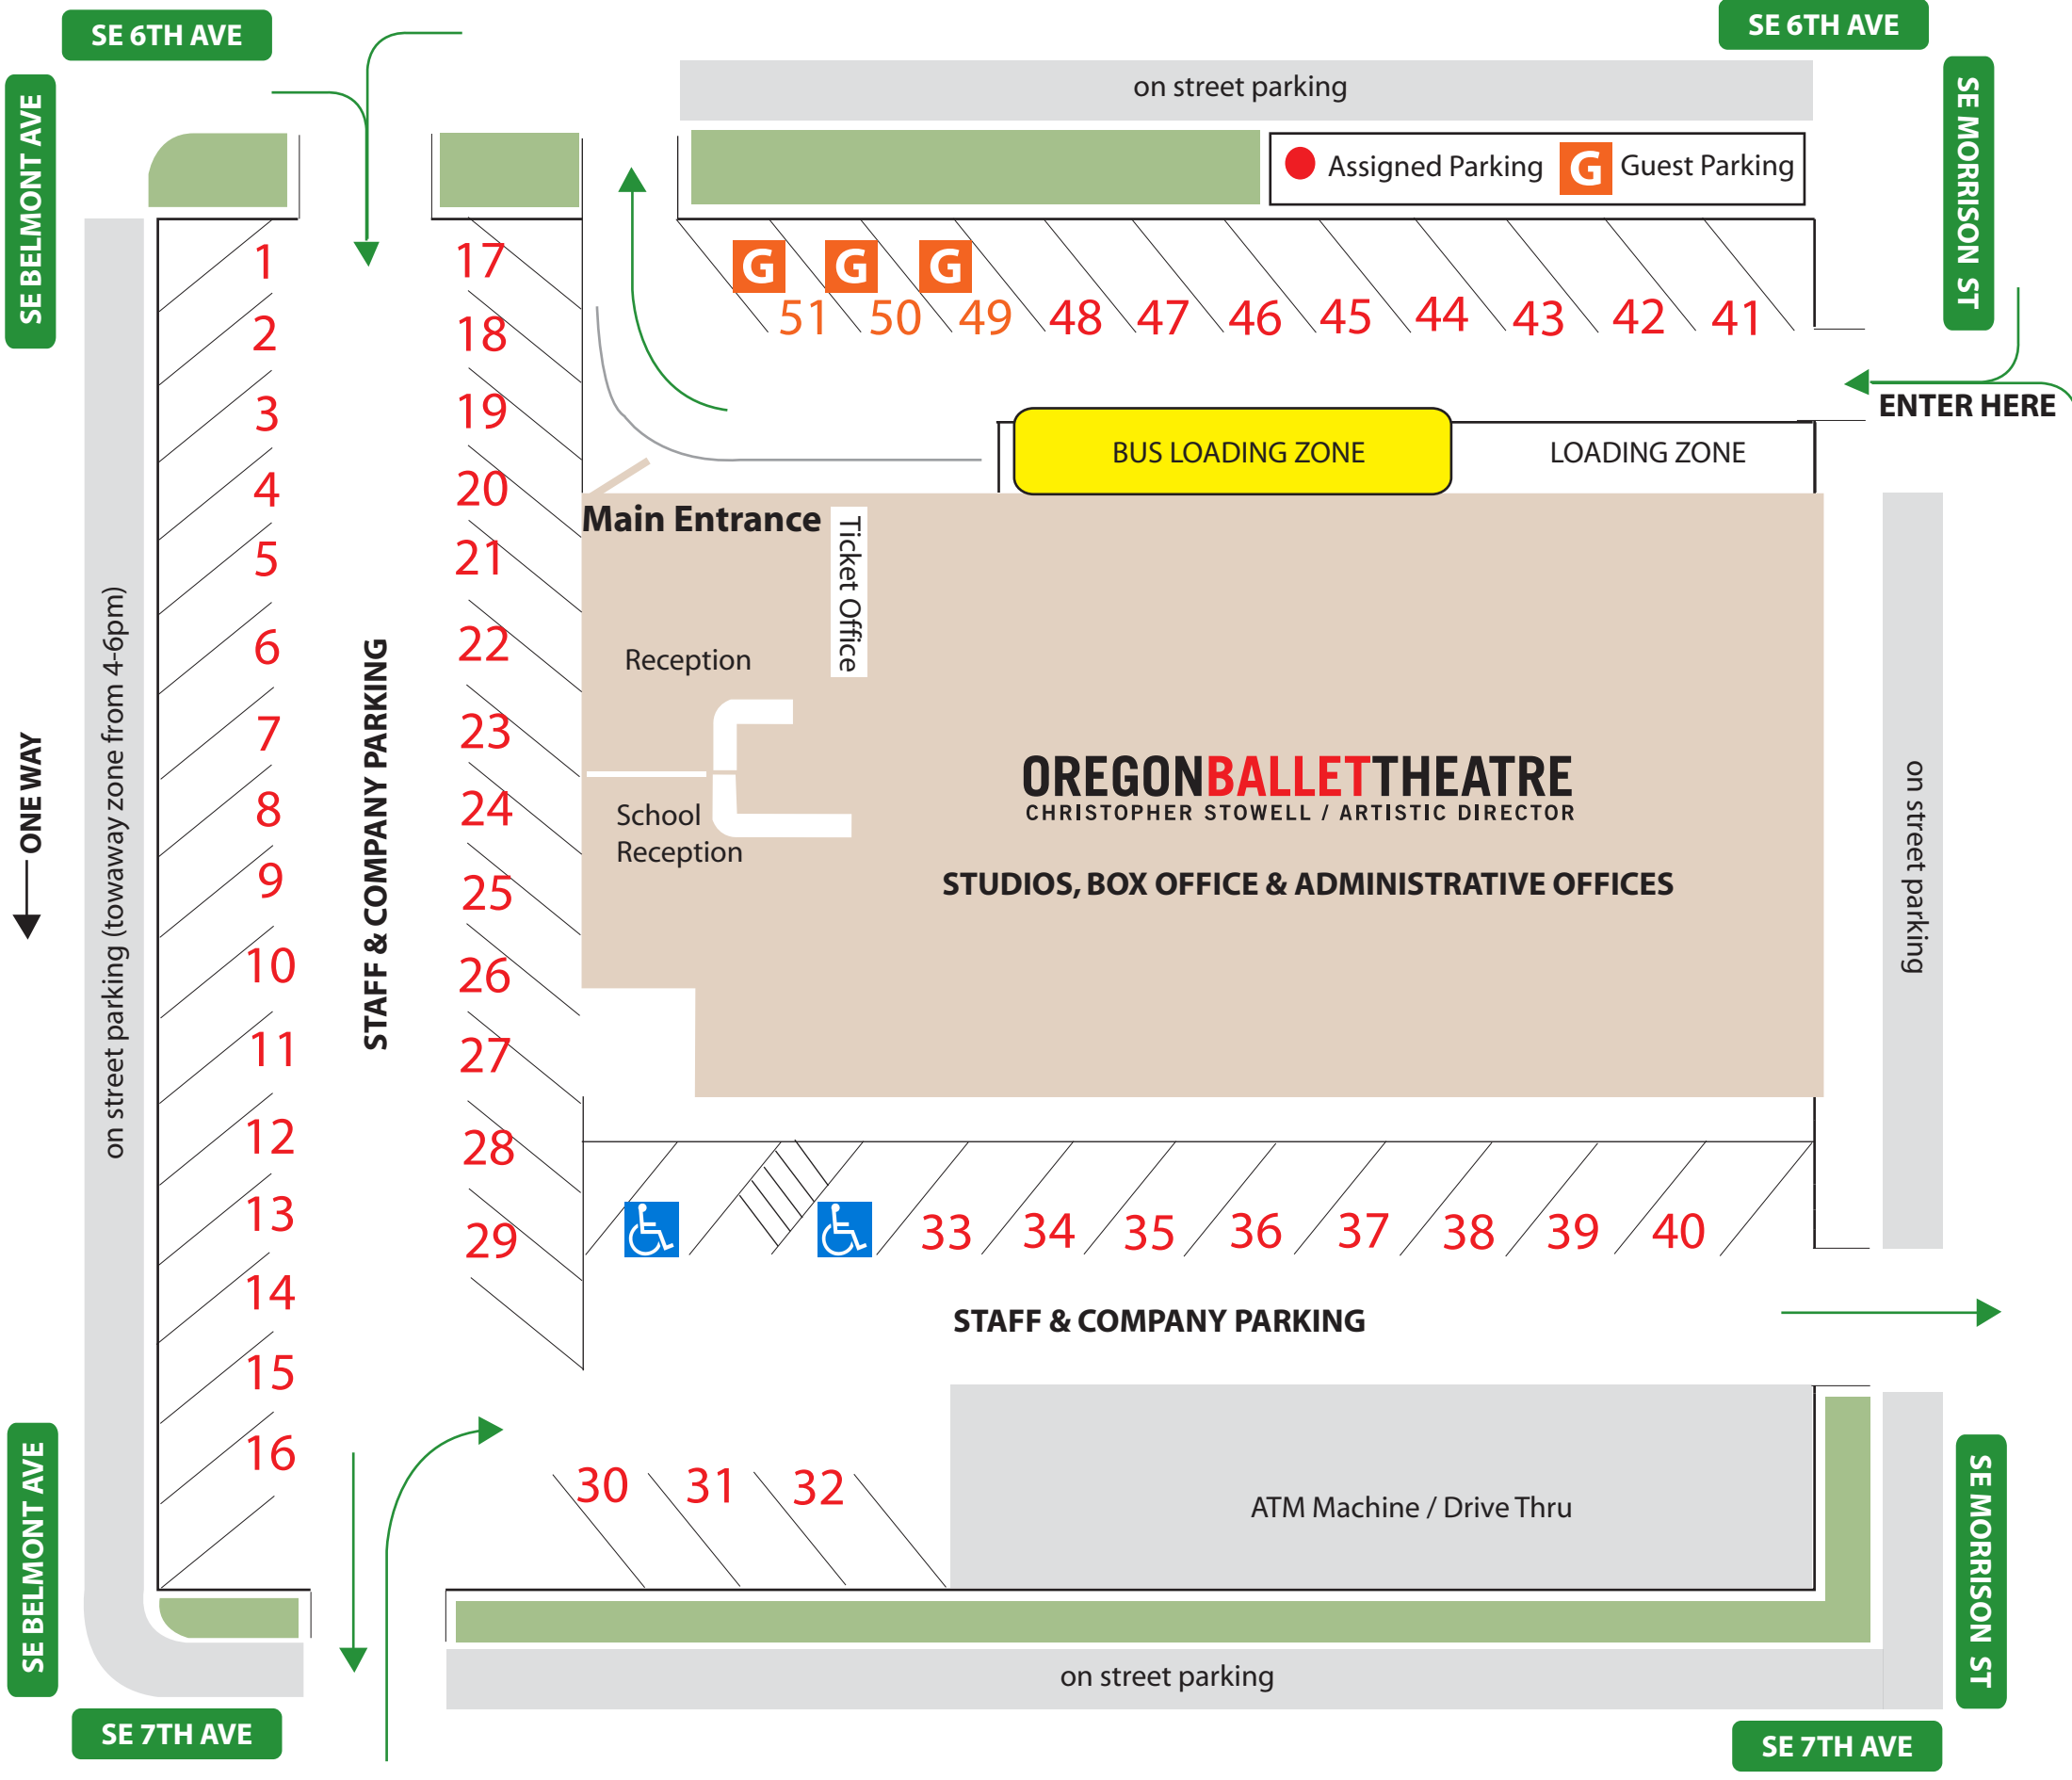 SE 6TH AVE
SE 6TH AVE
SE BELMONT AVE
SE MORRISON ST
on street parking
Assigned Parking G Guest Parking
G G G
51 50 49 48 47 46 45 44 43 42 41
ENTER HERE
BUS LOADING ZONE
LOADING ZONE
1
2
3
4
5
6
7
8
9
10
11
12
13
14
15
16
17
18
19
20
21
22
23
24
25
26
27
28
29
STAFF & COMPANY PARKING
ONE WAY
on street parking (towaway zone from 4-6pm)
Main Entrance
Ticket Office
Reception
School
Reception
OREGONBALLETTHEATRE
CHRISTOPHER STOWELL / ARTISTIC DIRECTOR
STUDIOS, BOX OFFICE & ADMINISTRATIVE OFFICES
on street parking
33 34 35 36 37 38 39 40
STAFF & COMPANY PARKING
30 31 32
ATM Machine / Drive Thru
SE BELMONT AVE
SE MORRISON ST
on street parking
SE 7TH AVE
SE 7TH AVE